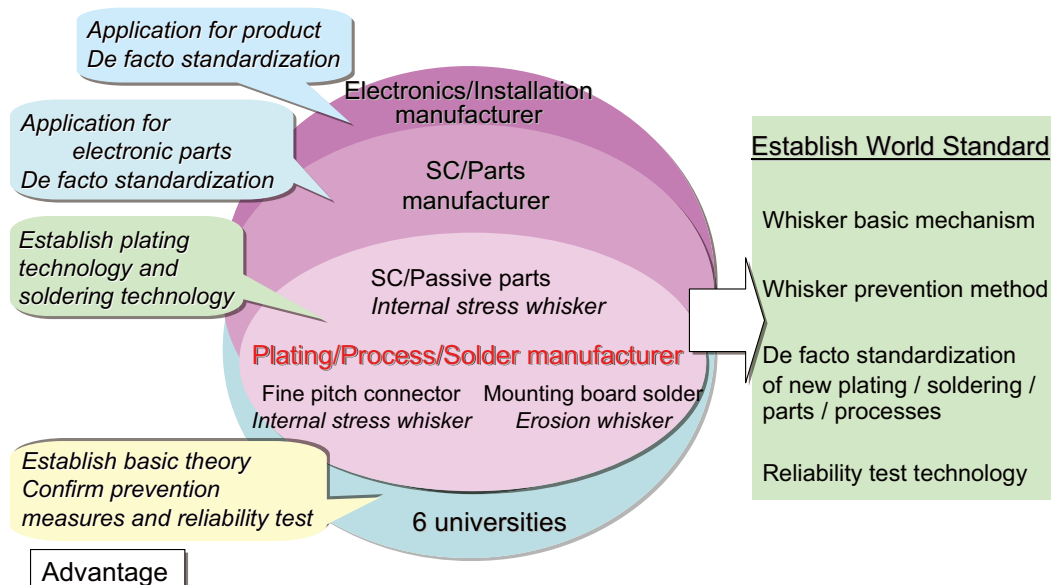 Application for product
De facto standardization
Electronics/Installation
manufacturer
Application for
electronic parts
De facto standardization
SC/Parts
manufacturer
Establish plating
technology and
soldering technology
SC/Passive parts
Internal stress whisker
Plating/Process/Solder manufacturer
Fine pitch connector
Internal stress whisker
Mounting board solder
Erosion whisker
Establish basic theory
Confirm prevention
measures and reliability test
6 universities
Advantage
Establish World Standard
Whisker basic mechanism
Whisker prevention method
De facto standardization
of new plating / soldering /
parts / processes
Reliability test technology